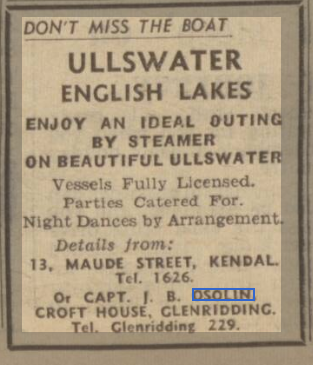 DON'T MISS THE BOAT
ULLSWATER
ENGLISH LAKES
ENJOY AN IDEAL OUTING
BY STEAMER
ON BEAUTIFUL ULLSWATER
Vessels Fully Licensed.
Parties Catered For.
Night Dances by Arrangement.
Details from:
13, MAUDE STREET, KENDAL.
Tel. 1626.
Or CAPT. J. B. OSOLIN,
CROFT HOUSE, GLENRIDDING.
Tel. Glenridding 229.